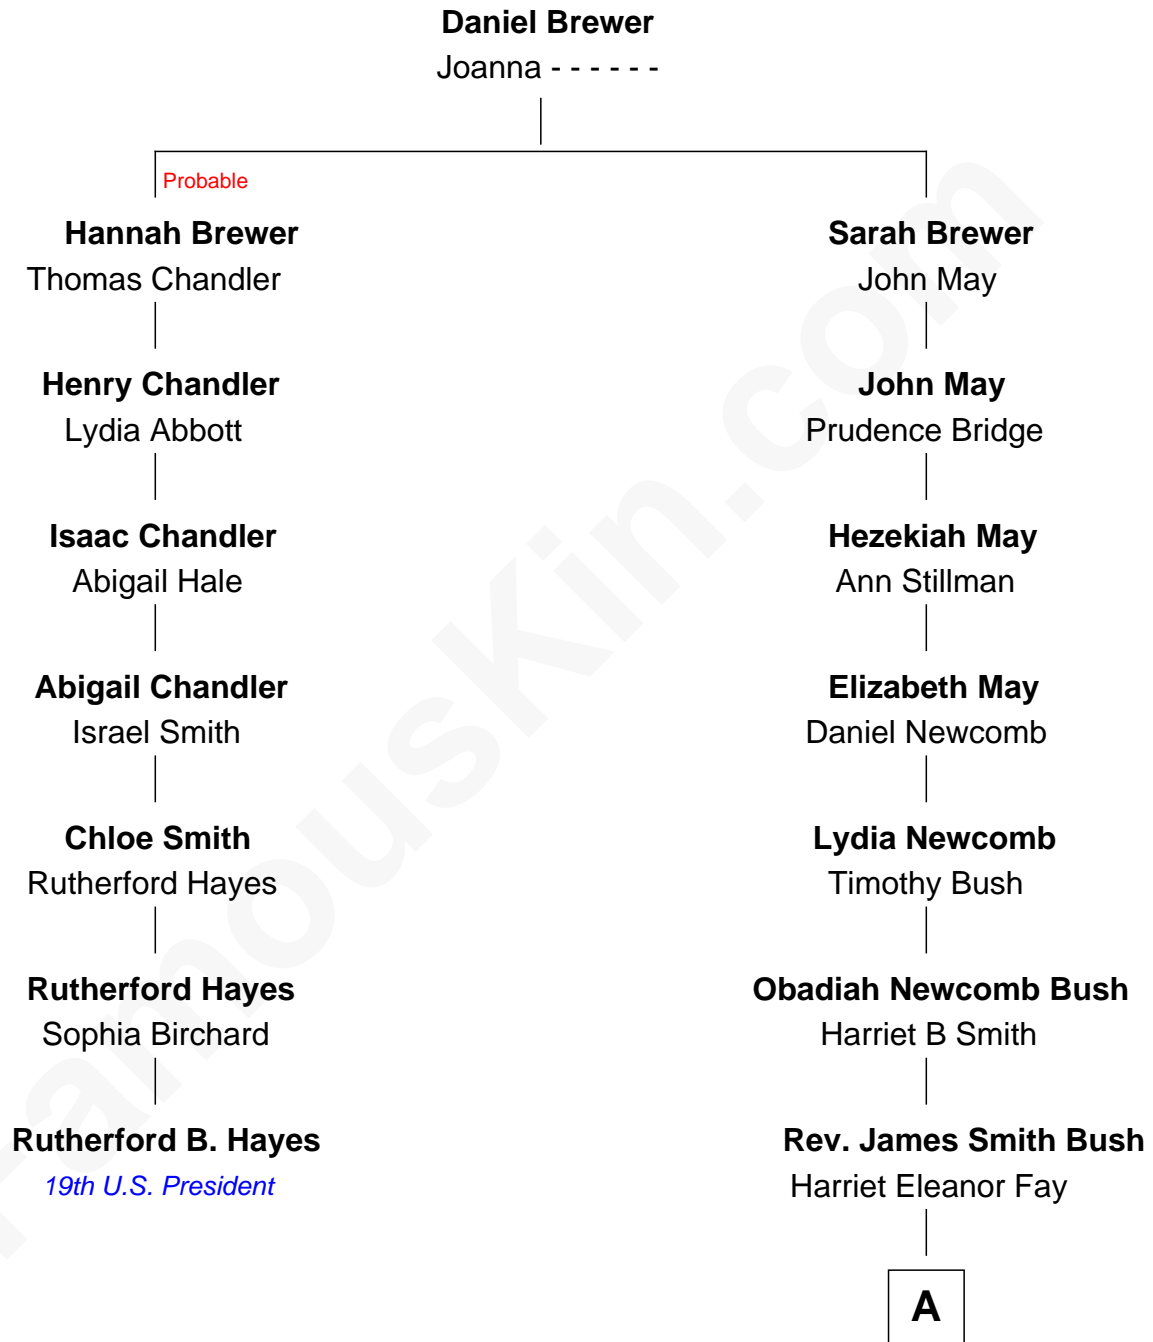 Daniel Brewer
Joanna - - - - - -
Probable
Hannah Brewer
Thomas Chandler
Henry Chandler
Lydia Abbott
Isaac Chandler
Abigail Hale
Abigail Chandler
Israel Smith
Chloe Smith
Rutherford Hayes
Rutherford Hayes
Sophia Birchard
Rutherford B. Hayes
19th U.S. President
Sarah Brewer
John May
John May
Prudence Bridge
Hezekiah May
Ann Stillman
Elizabeth May
Daniel Newcomb
Lydia Newcomb
Timothy Bush
Obadiah Newcomb Bush
Harriet B Smith
Rev. James Smith Bush
Harriet Eleanor Fay
A
FamousKin.com